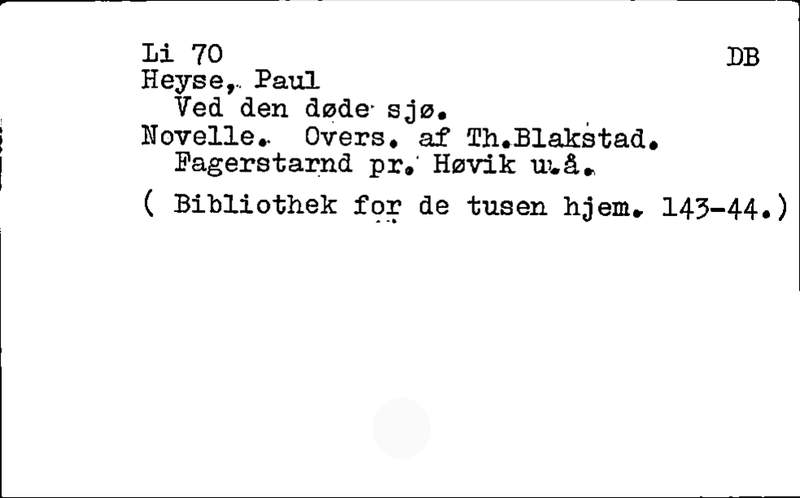 Li 70 DB
Heyse, Paul
Ved den døde sjø.
Novelle. Overs. af Th.Blakstad.
Fagerstarnd pr. Høvik u.å.
( Bibliothek for de tusen hjem. 143-44.)